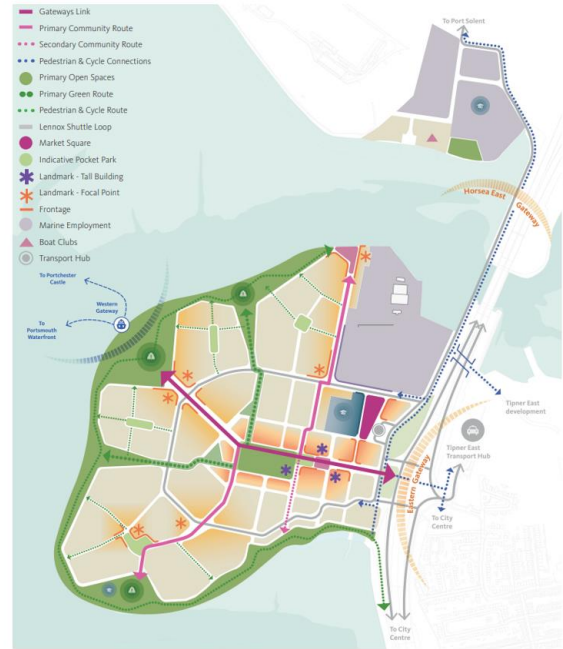 Gateways Link
Primary Community Route
Secondary Community Route
Pedestrian & Cycle Connections
Primary Open Spaces
Primary Green Route
Pedestrian & Cycle Route
Lennox Shuttle Loop
Market Square
Indicative Pocket Park
Landmark - Tall Building
Landmark - Focal Point
Frontage
Marine Employment
Boat Clubs
Transport Hub
To Port Solent
Horsea East
Gateway
To Portchester
Castle
Western
Gateway
To
Portsmouth
Waterfront
Tipner East
development
Tipner East
Transport Hub
Eastern Gateway
To City
Centre
To City
Centre